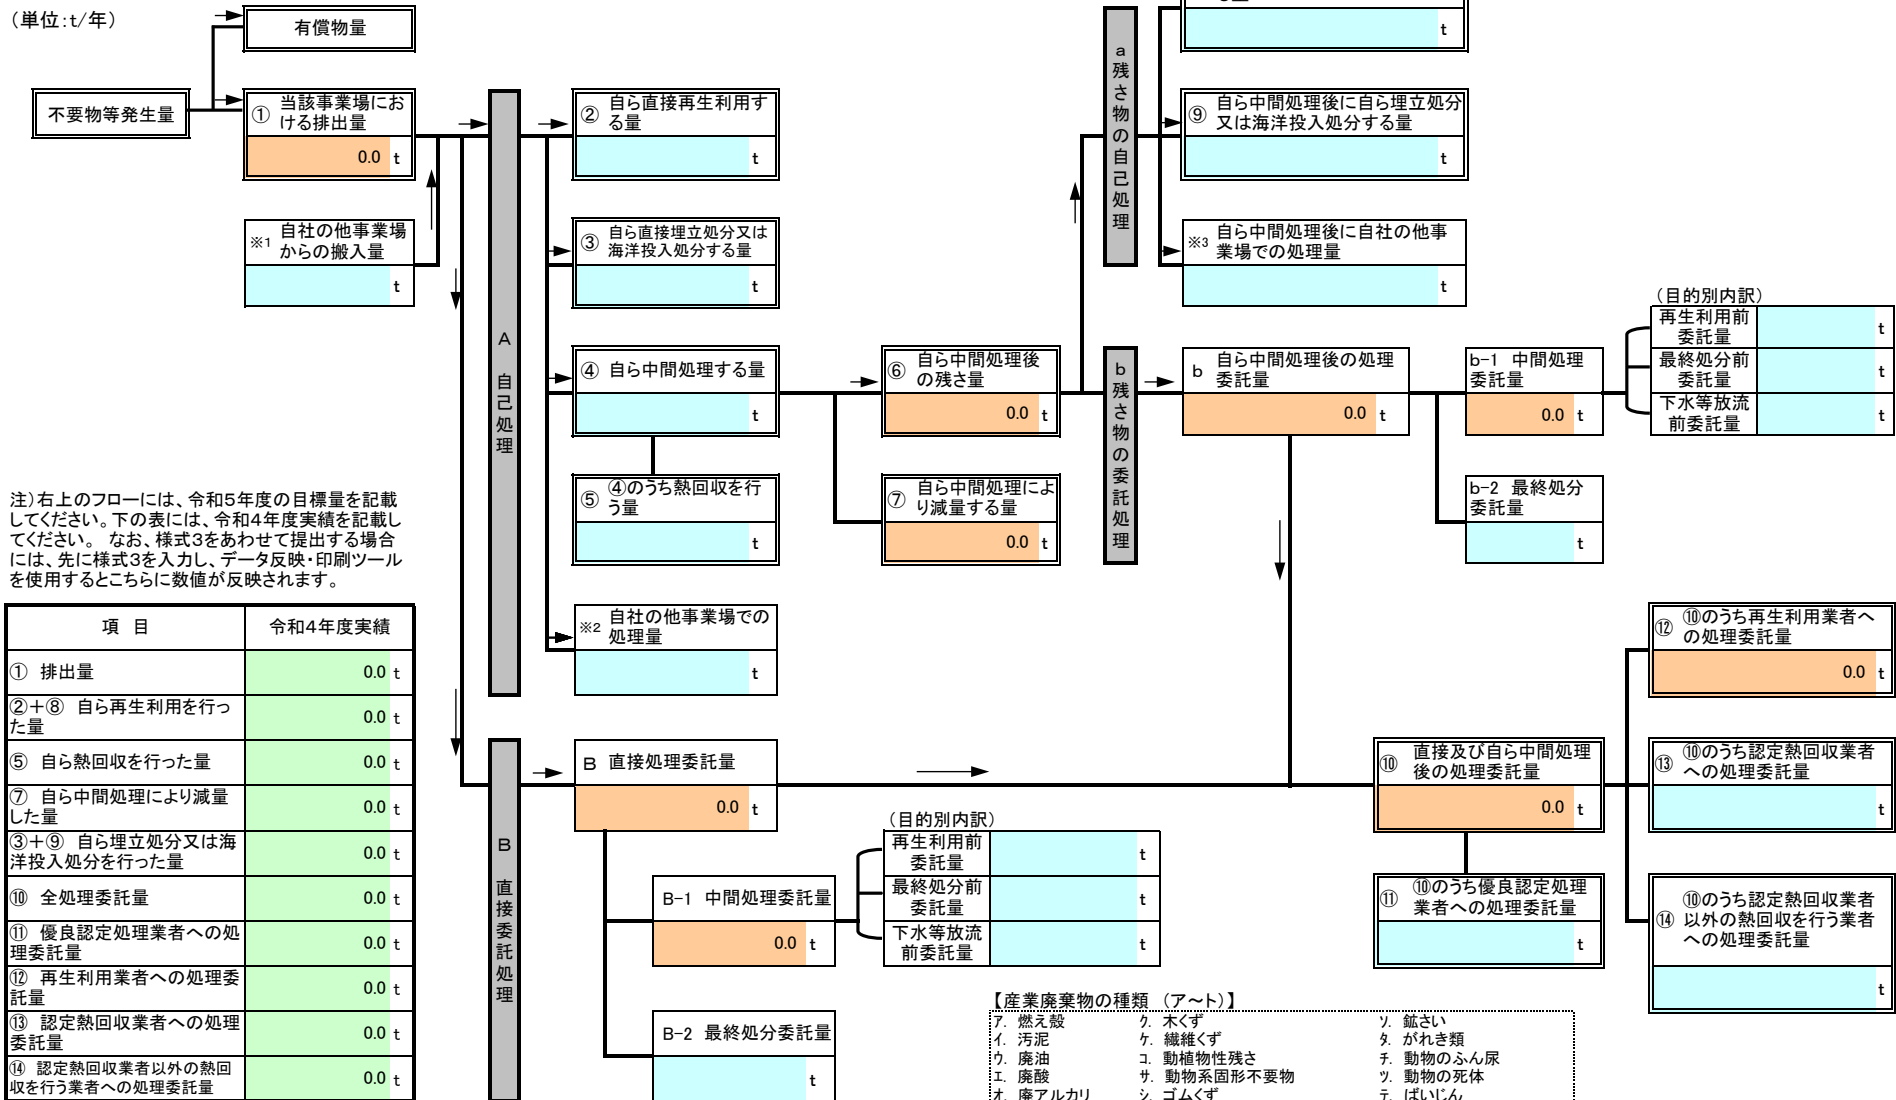 （単位：t/年）
有償物量
不要物等発生量
① 当該事業場にお
ける排出量
0.0 t
※1 自社の他事業場
からの搬入量
t
A 自己処理
② 自ら直接再生利用す
る量
t
③ 自ら直接埋立処分又は
海洋投入処分する量
t
④ 自ら中間処理する量
t
⑤ ④のうち熱回収を行
う量
t
※2 自社の他事業場での
処理量
t
⑥ 自ら中間処理後
の残さ量
0.0 t
⑦ 自ら中間処理によ
り減量する量
0.0 t
a 残さ物の自己処理
t
⑨ 自ら中間処理後に自ら埋立処分
又は海洋投入処分する量
t
※3 自ら中間処理後に自社の他事
業場での処理量
t
b 残さ物の委託処理
b 自ら中間処理後の処理
委託量
0.0 t
b-1 中間処理
委託量
0.0 t
（目的別内訳）
再生利用前
委託量
t
最終処分前
委託量
t
下水等放流
前委託量
t
b-2 最終処分
委託量
t
注）右上のフローには、令和５年度の目標量を記載
してください。下の表には、令和４年度実績を記載し
てください。 なお、様式３をあわせて提出する場合
には、先に様式３を入力し、データ反映・印刷ツール
を使用するとこちらに数値が反映されます。
項 目 令和４年度実績
① 排出量 0.0 t
②＋⑧ 自ら再生利用を行っ
た量 0.0 t
⑤ 自ら熱回収を行った量 0.0 t
⑦ 自ら中間処理により減量
した量 0.0 t
③＋⑨ 自ら埋立処分又は海
洋投入処分を行った量 0.0 t
⑩ 全処理委託量 0.0 t
⑪ 優良認定処理業者への処
理委託量 0.0 t
⑫ 再生利用業者への処理委
託量 0.0 t
⑬ 認定熱回収業者への処理
委託量 0.0 t
⑭ 認定熱回収業者以外の熱回
収を行う業者への処理委託量 0.0 t
B 直接委託処理
B 直接処理委託量
0.0 t
B-1 中間処理委託量
0.0 t
（目的別内訳）
再生利用前
委託量
t
最終処分前
委託量
t
下水等放流
前委託量
t
B-2 最終処分委託量
t
⑩ 直接及び自ら中間処理
後の処理委託量
0.0 t
⑪ ⑩のうち優良認定処理
業者への処理委託量
t
⑫ ⑩のうち再生利用業者へ
の処理委託量
0.0 t
⑬ ⑩のうち認定熱回収業者
への処理委託量
t
⑭ ⑩のうち認定熱回収業者
以外の熱回収を行う業者
への処理委託量
t
【産業廃棄物の種類 （ア～ト）】
ア. 燃え殻 ク. 木くず ソ. 鉱さい
イ. 汚泥 ケ. 繊維くず タ. がれき類
ウ. 廃油 コ. 動植物性残さ チ. 動物のふん尿
エ. 廃酸 サ. 動物系固形不要物 ツ. 動物の死体
オ. 廃アルカリ シ. ゴムくず テ. ばいじん